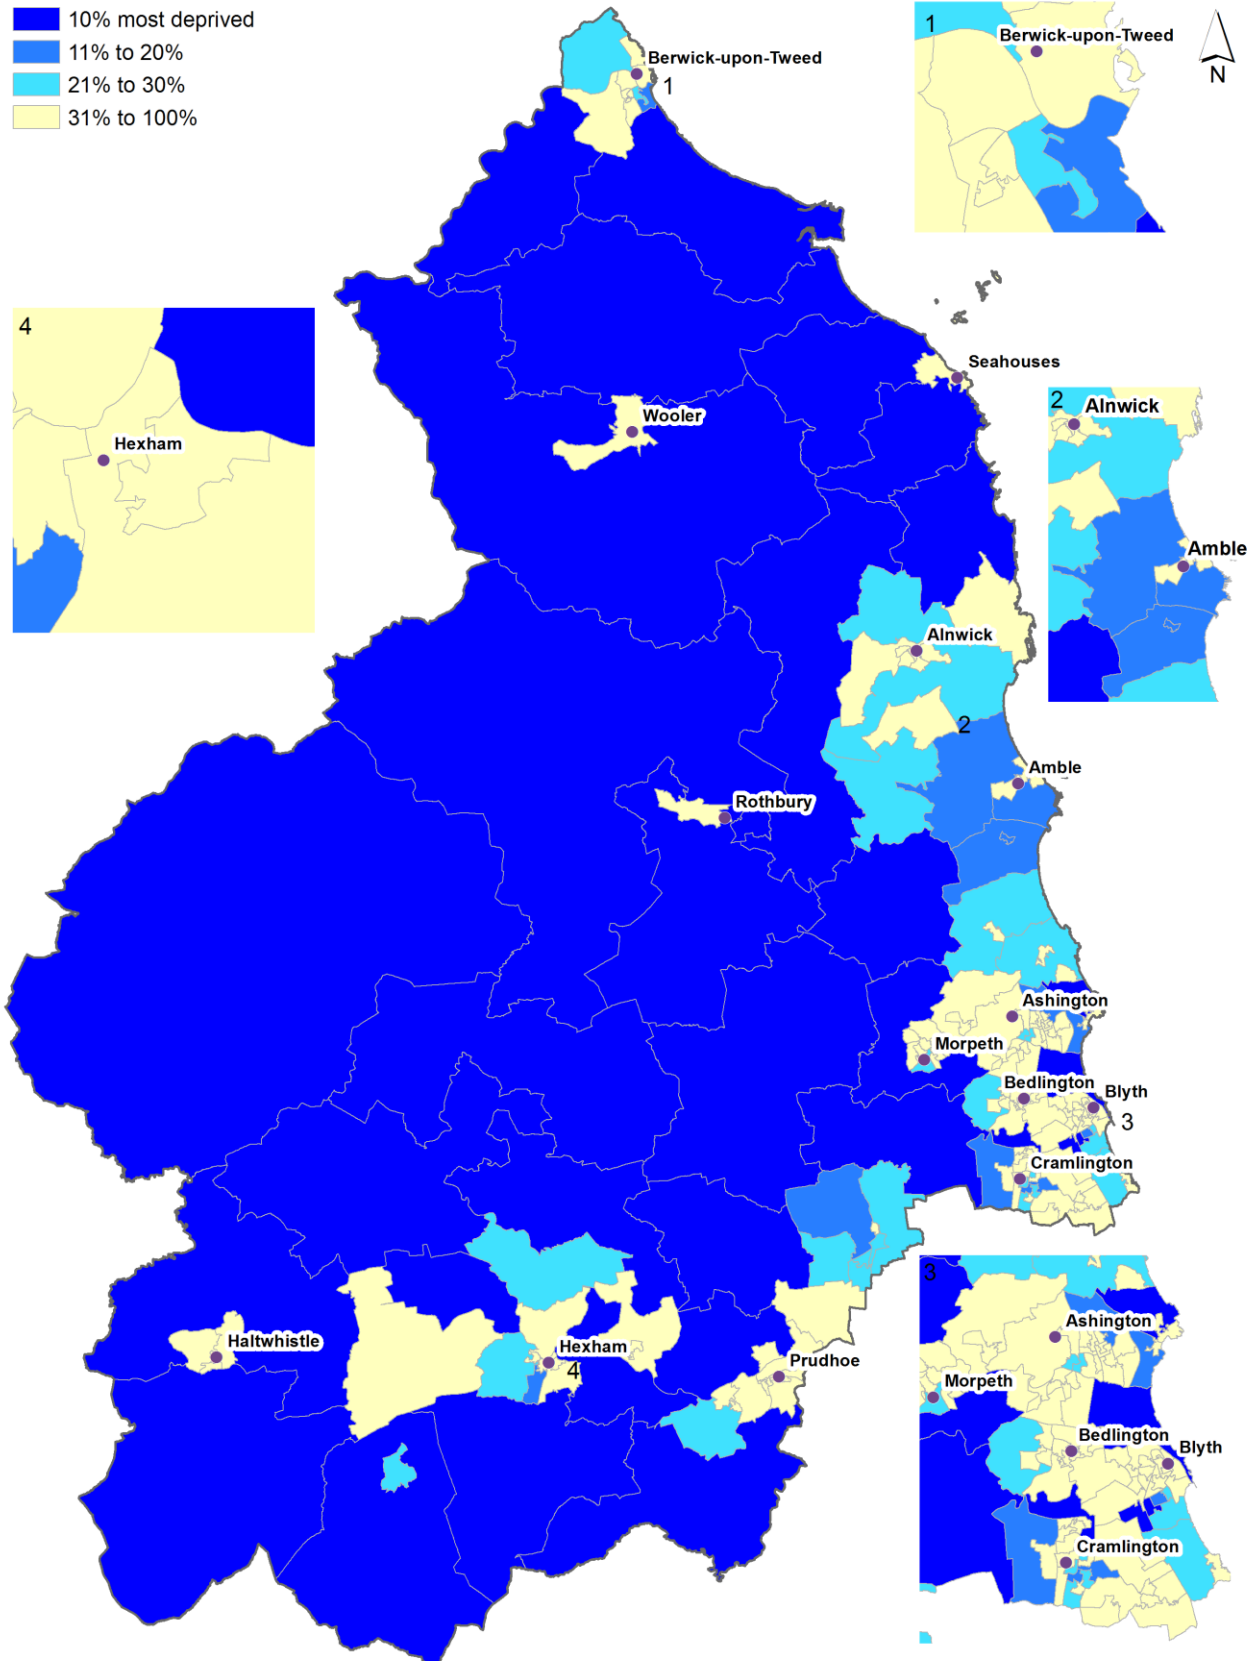 10% most deprived
11% to 20%
21% to 30%
31% to 100%
Berwick-upon-Tweed
1
1
Berwick-upon-Tweed
N
4
Hexham
Seahouses
Wooler
2
Alnwick
Amble
Alnwick
2
Amble
Rothbury
Ashington
Morpeth
Bedlington
Blyth
3
Cramlington
Haltwhistle
Hexham
4
Prudhoe
3
Ashington
Morpeth
Bedlington
Blyth
Cramlington